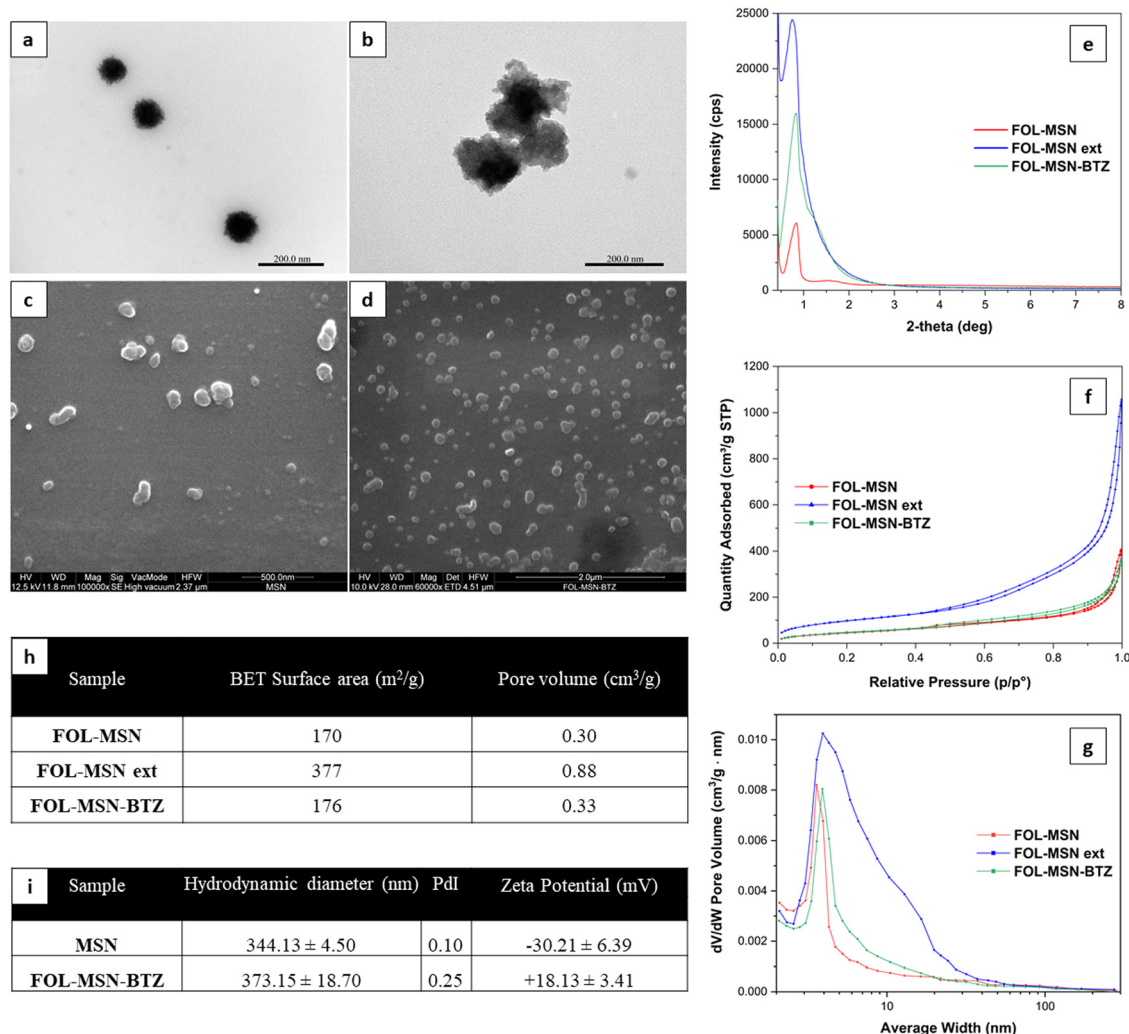 a
b
200.0 nm
200.0 nm
c
d
HV WD Mag Sig VacMode HFW 500.0nm
12.5 kV 11.8 mm 100000x SE High vacuum 2.37 µm MSN
HV WD Mag Det HFW 2.0µm
10.0 kV 28.0 mm 60000x ETD 4.51 µm FOL-MSN-BTZ
e
25000
20000
15000
10000
5000
0
Intensity (cps)
FOL-MSN
FOL-MSN ext
FOL-MSN-BTZ
1 2 3 4 5 6 7 8
2-theta (deg)
f
1200
1000
800
600
400
200
0
Quantity Adsorbed (cm³/g STP)
FOL-MSN
FOL-MSN ext
FOL-MSN-BTZ
0.0 0.2 0.4 0.6 0.8 1.0
Relative Pressure (p/p°)
g
0.010
0.008
0.006
0.004
0.002
0.000
dV/dW Pore Volume (cm³/g · nm)
FOL-MSN
FOL-MSN ext
FOL-MSN-BTZ
10 100
Average Width (nm)
h
Sample BET Surface area (m²/g) Pore volume (cm³/g)
FOL-MSN 170 0.30
FOL-MSN ext 377 0.88
FOL-MSN-BTZ 176 0.33
i
Sample Hydrodynamic diameter (nm) PdI Zeta Potential (mV)
MSN 344.13 ± 4.50 0.10 -30.21 ± 6.39
FOL-MSN-BTZ 373.15 ± 18.70 0.25 +18.13 ± 3.41